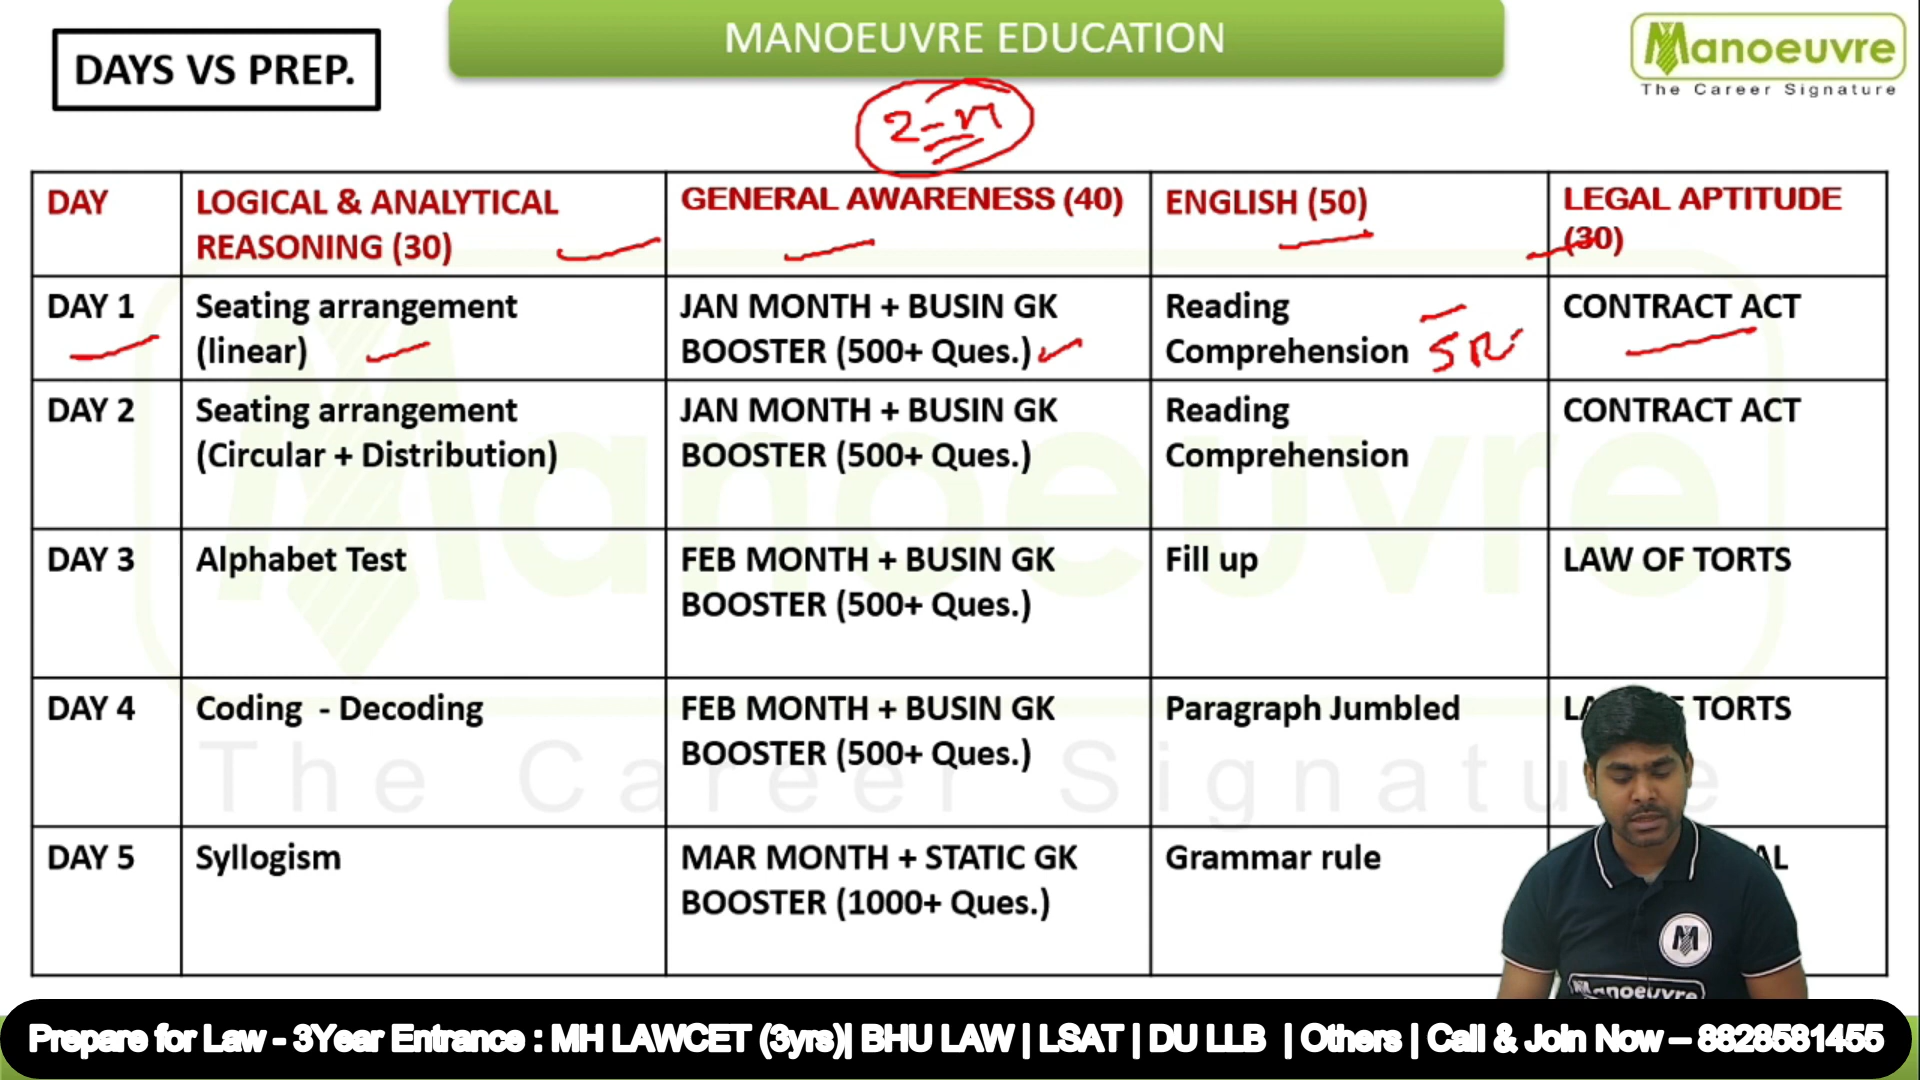 DAYS VS PREP.
MANOEUVRE EDUCATION
Manoeuvre
The Career Signature
2-n
DAY
LOGICAL & ANALYTICAL
REASONING (30)
GENERAL AWARENESS (40)
ENGLISH (50)
LEGAL APTITUDE
(30)
DAY 1
Seating arrangement
(linear)
JAN MONTH + BUSIN GK
BOOSTER (500+ Ques.)
Reading
Comprehension
CONTRACT ACT
DAY 2
Seating arrangement
(Circular + Distribution)
JAN MONTH + BUSIN GK
BOOSTER (500+ Ques.)
Reading
Comprehension
CONTRACT ACT
DAY 3
Alphabet Test
FEB MONTH + BUSIN GK
BOOSTER (500+ Ques.)
Fill up
LAW OF TORTS
DAY 4
Coding - Decoding
FEB MONTH + BUSIN GK
BOOSTER (500+ Ques.)
Paragraph Jumbled
TORTS
DAY 5
Syllogism
MAR MONTH + STATIC GK
BOOSTER (1000+ Ques.)
Grammar rule
Manoeuvre
The Career Signature
M
Manoeuvre
Prepare for Law - 3Year Entrance : MH LAWCET (3yrs)| BHU LAW | LSAT | DU LLB | Others | Call & Join Now – 8828581455